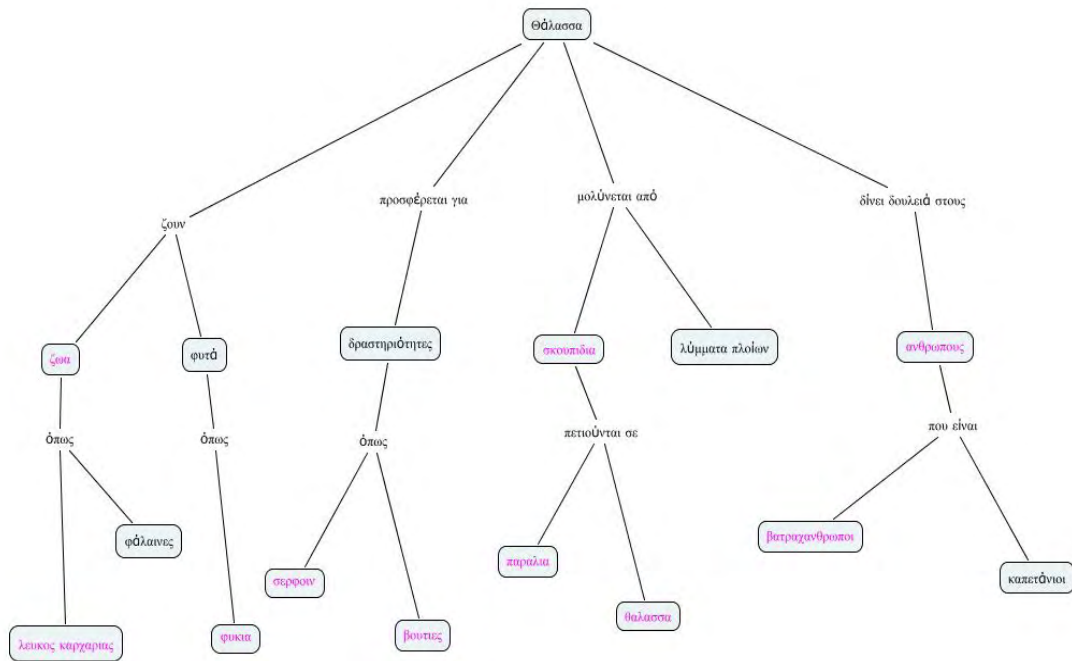 Θάλασσα
προσφέρεται για
μολύνεται από
δίνει δουλειά στους
ζουν
ζωα
φυτά
δραστηριότητες
σκουπιδια
λύμματα πλοίων
ανθρωπους
όπως
όπως
όπως
πετιούνται σε
που είναι
φάλαινες
σερφοιν
παραλια
βατραχανθρωποι
καπετάνιοι
λευκος καρχαριας
φυκια
βουτιες
θαλασσα